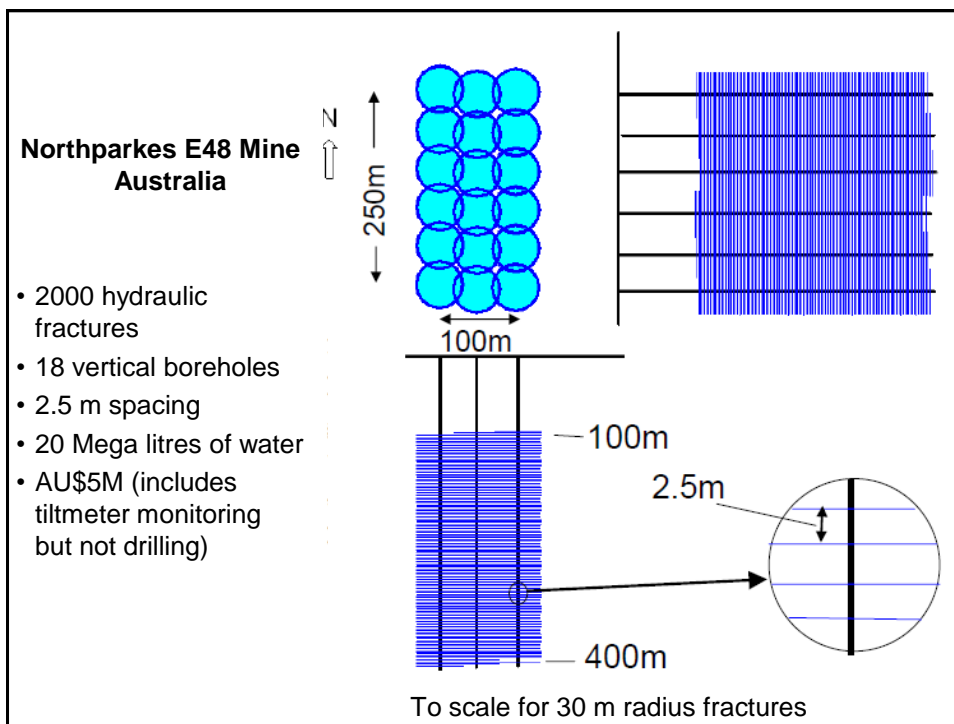 Northparkes E48 Mine
Australia
N
250m
100m
• 2000 hydraulic
fractures
• 18 vertical boreholes
• 2.5 m spacing
• 20 Mega litres of water
• AU$5M (includes
tiltmeter monitoring
but not drilling)
100m
2.5m
400m
To scale for 30 m radius fractures